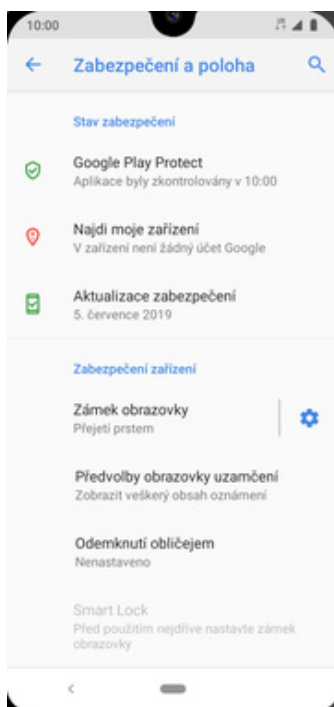 10:00
Zabezpečení a poloha
Stav zabezpečení
Google Play Protect
Aplikace byly zkontrolovány v 10:00
Najdi moje zařízení
V zařízení není žádný účet Google
Aktualizace zabezpečení
5. července 2019
Zabezpečení zařízení
Zámek obrazovky
Přejetí prstem
Předvolby obrazovky uzamčení
Zobrazit veškerý obsah oznámení
Odemknutí obličejem
Nenastaveno
Smart Lock
Před použitím nejdříve nastavte zámek
obrazovky